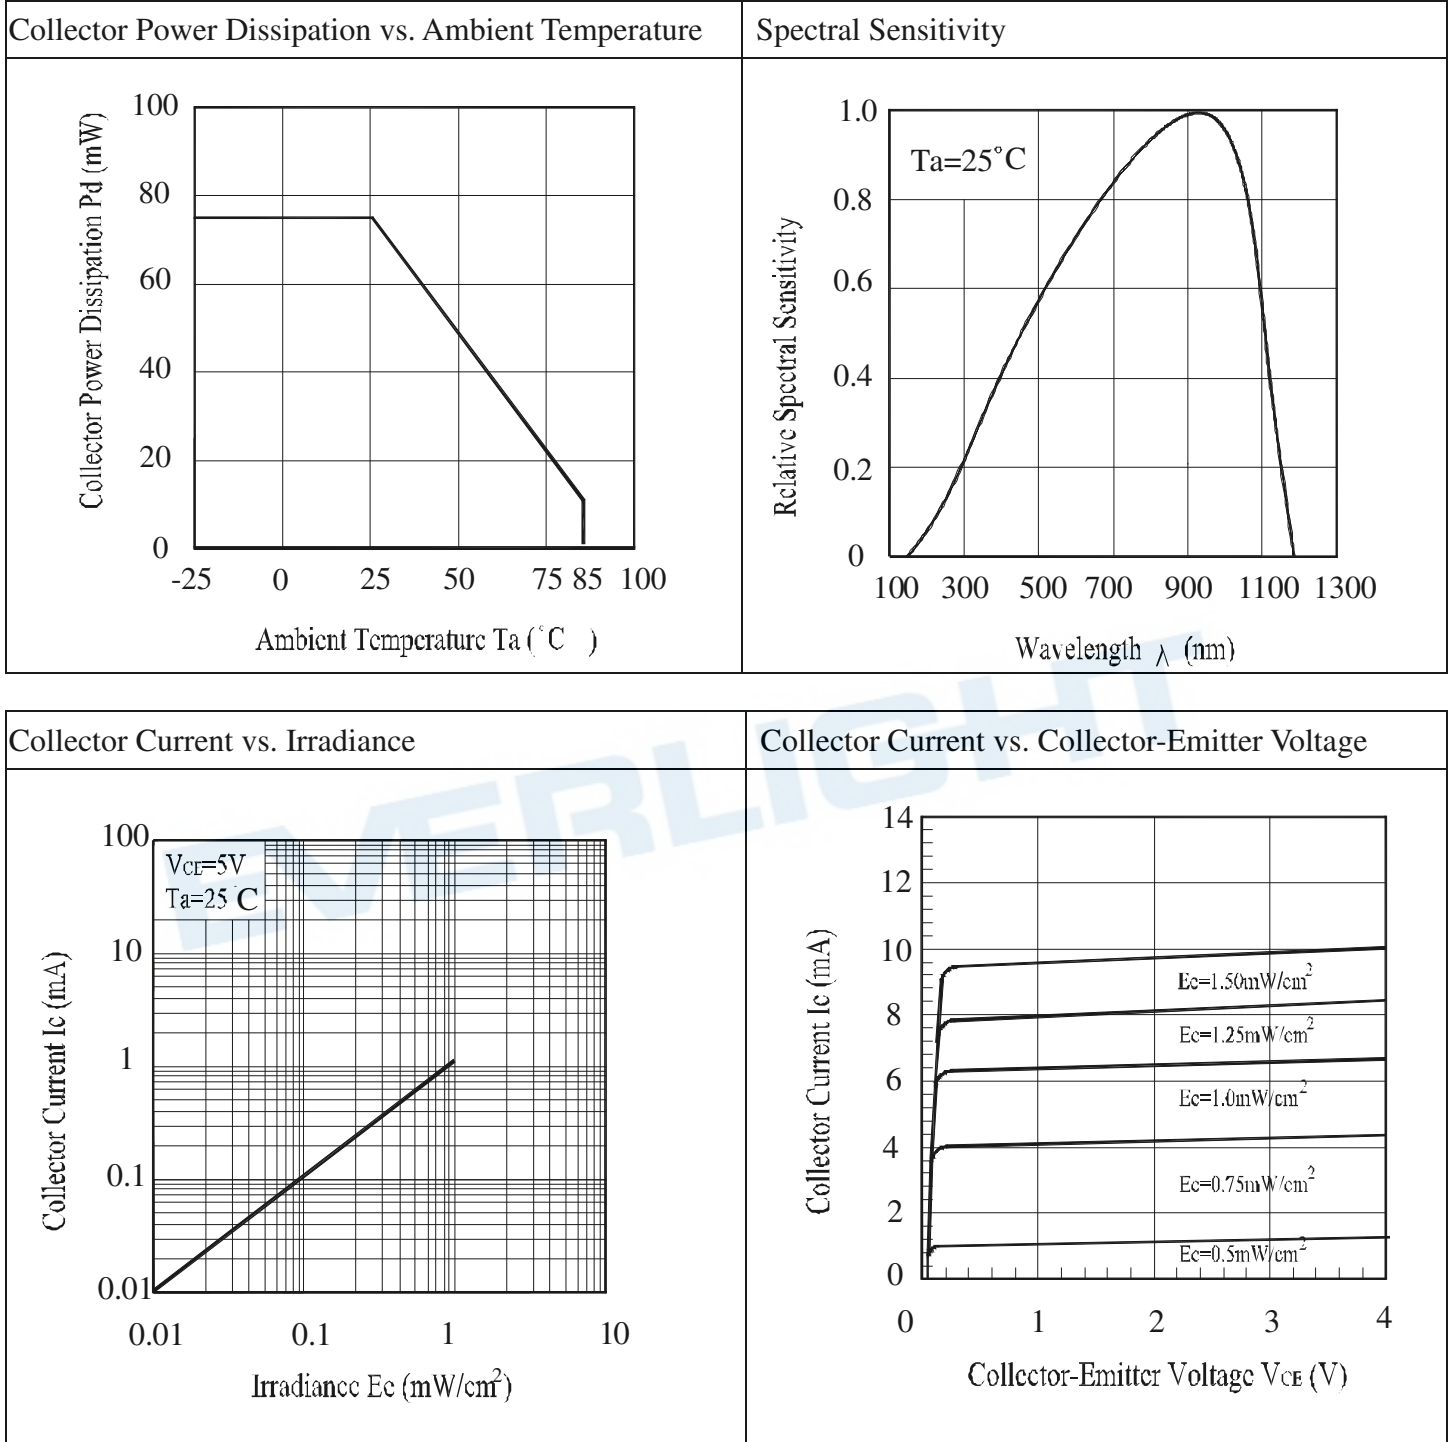 Collector Power Dissipation vs. Ambient Temperature
100
80
60
40
20
0
Collector Power Dissipation Pd (mW)
-25 0 25 50 75 85 100
Ambient Temperature Ta (°C )
Spectral Sensitivity
Ta=25°C
1.0
0.8
0.6
0.4
0.2
0
Relative Spectral Sensitivity
100 300 500 700 900 1100 1300
Wavelength λ (nm)
EVERLIGHT
Collector Current vs. Irradiance
VCE=5V
Ta=25°C
100
10
1
0.1
0.01
Collector Current Ic (mA)
0.01 0.1 1 10
Irradiance Ee (mW/cm²)
Collector Current vs. Collector-Emitter Voltage
14
12
10
8
6
4
2
0
Collector Current Ic (mA)
Ee=1.50mW/cm²
Ee=1.25mW/cm²
Ee=1.0mW/cm²
Ee=0.75mW/cm²
Ee=0.5mW/cm²
0 1 2 3 4
Collector-Emitter Voltage VCE (V)